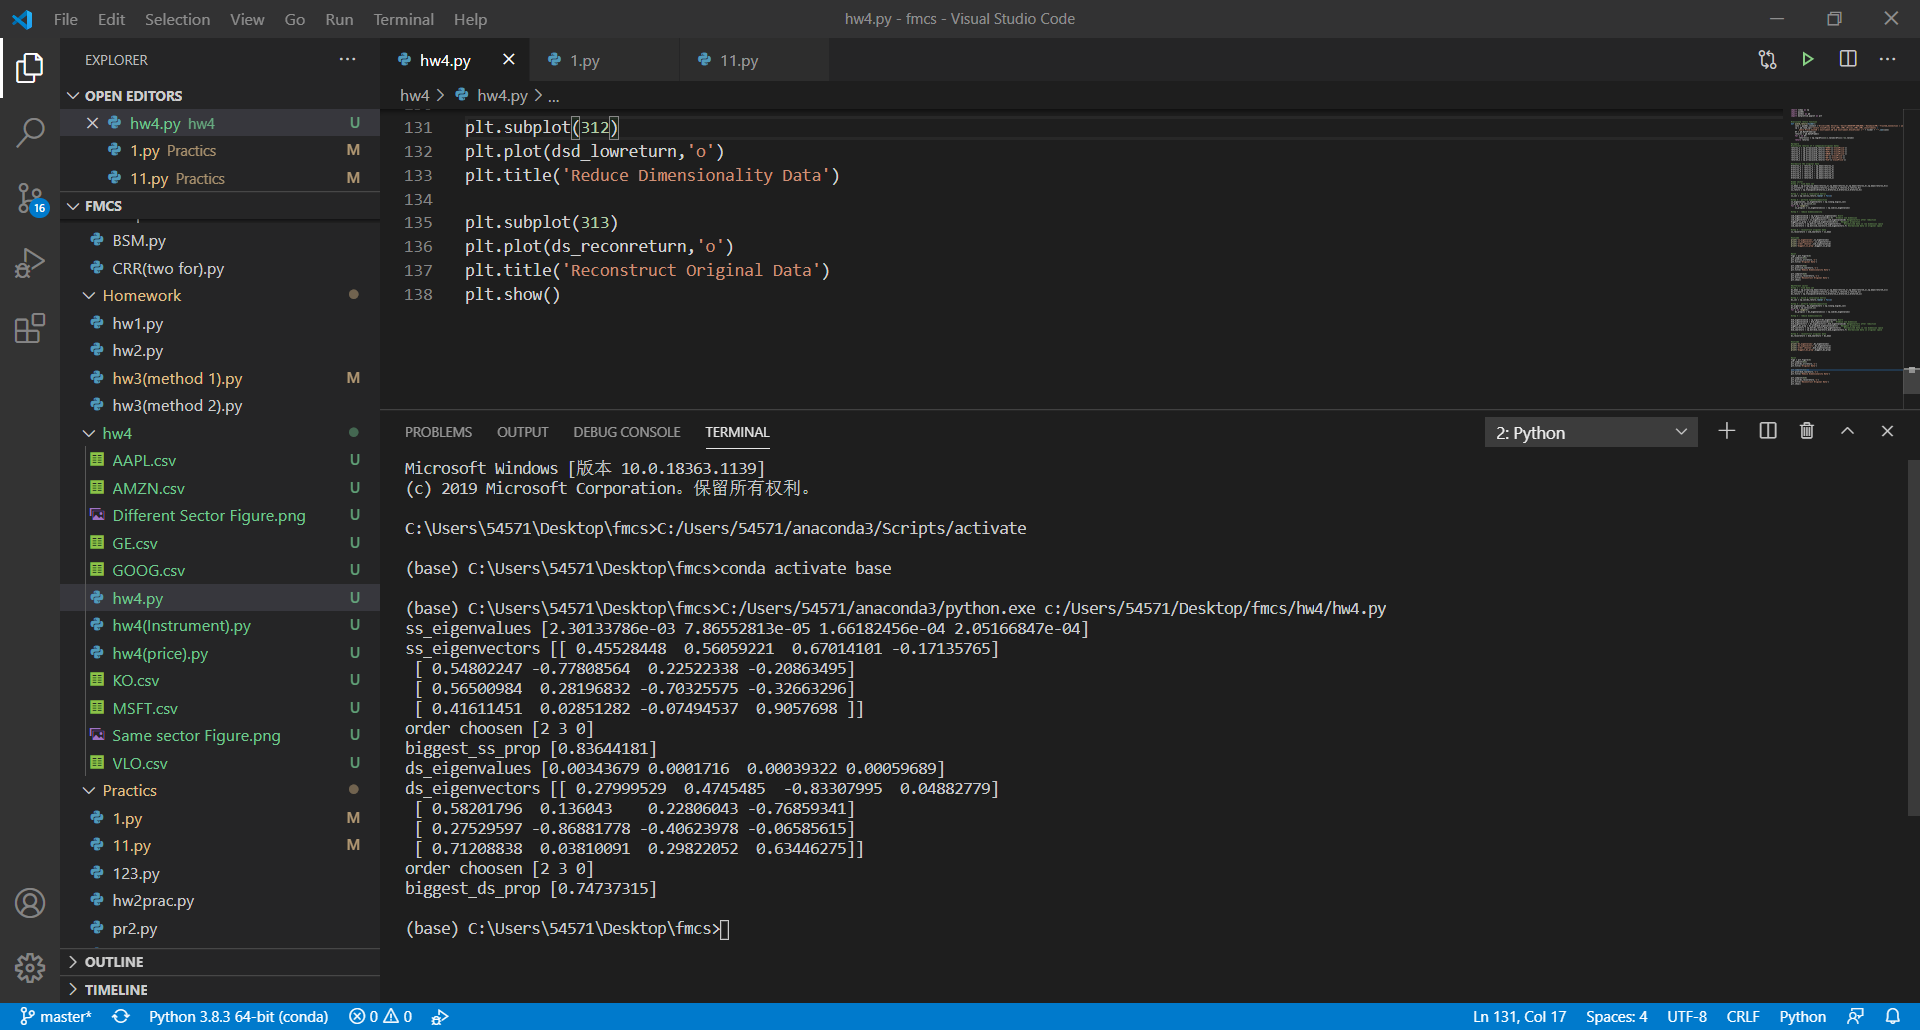 File Edit Selection View Go Run Terminal Help
hw4.py - fmcs - Visual Studio Code
EXPLORER
OPEN EDITORS
hw4.py hw4 U
1.py Practics M
11.py Practics M
FMCS
BSM.py
CRR(two for).py
Homework
hw1.py
hw2.py
hw3(method 1).py M
hw3(method 2).py
hw4
AAPL.csv U
AMZN.csv U
Different Sector Figure.png U
GE.csv U
GOOG.csv U
hw4.py U
hw4(Instrument).py U
hw4(price).py U
KO.csv U
MSFT.csv U
Same sector Figure.png U
VLO.csv U
Practics
1.py M
11.py M
123.py
hw2prac.py
pr2.py
OUTLINE
TIMELINE
16
hw4.py 1.py 11.py
hw4 > hw4.py > ...
131 plt.subplot(312)
132 plt.plot(dsd_lowreturn,'o')
133 plt.title('Reduce Dimensionality Data')
134
135 plt.subplot(313)
136 plt.plot(ds_reconreturn,'o')
137 plt.title('Reconstruct Original Data')
138 plt.show()
PROBLEMS OUTPUT DEBUG CONSOLE TERMINAL
2: Python
Microsoft Windows [版本 10.0.18363.1139]
(c) 2019 Microsoft Corporation。保留所有权利。
C:\Users\54571\Desktop\fmcs>C:/Users/54571/anaconda3/Scripts/activate
(base) C:\Users\54571\Desktop\fmcs>conda activate base
(base) C:\Users\54571\Desktop\fmcs>C:/Users/54571/anaconda3/python.exe c:/Users/54571/Desktop/fmcs/hw4/hw4.py
ss_eigenvalues [2.30133786e-03 7.86552813e-05 1.66182456e-04 2.05166847e-04]
ss_eigenvectors [[ 0.45528448  0.56059221  0.67014101 -0.17135765]
[ 0.54802247 -0.77808564  0.22522338 -0.20863495]
[ 0.56500984  0.28196832 -0.70325575 -0.32663296]
[ 0.41611451  0.02851282 -0.07494537  0.9057698 ]]
order choosen [2 3 0]
biggest_ss_prop [0.83644181]
ds_eigenvalues [0.00343679 0.0001716  0.00039322 0.00059689]
ds_eigenvectors [[ 0.27999529  0.4745485  -0.83307995  0.04882779]
[ 0.58201796  0.136043    0.22806043 -0.76859341]
[ 0.27529597 -0.86881778 -0.40623978 -0.06585615]
[ 0.71208838  0.03810091  0.29822052  0.63446275]]
order choosen [2 3 0]
biggest_ds_prop [0.74737315]
(base) C:\Users\54571\Desktop\fmcs>
master* Python 3.8.3 64-bit (conda) 0 0 Ln 131, Col 17 Spaces: 4 UTF-8 CRLF Python